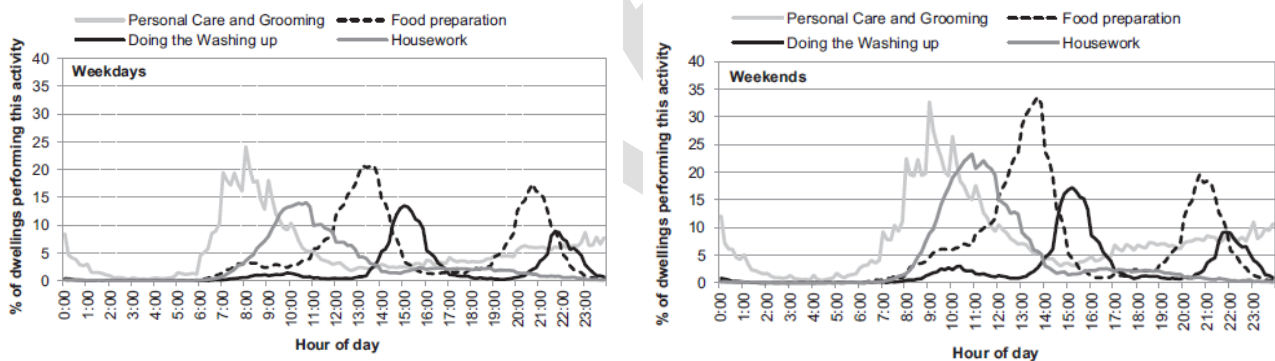 Personal Care and Grooming Food preparation
Doing the Washing up Housework
% of dwellings performing this activity
40
35
30
25
20
15
10
5
0
Weekdays
0:00 1:00 2:00 3:00 4:00 5:00 6:00 7:00 8:00 9:00 10:00 11:00 12:00 13:00 14:00 15:00 16:00 17:00 18:00 19:00 20:00 21:00 22:00 23:00
Hour of day
Personal Care and Grooming Food preparation
Doing the Washing up Housework
% of dwellings performing this activity
40
35
30
25
20
15
10
5
0
Weekends
0:00 1:00 2:00 3:00 4:00 5:00 6:00 7:00 8:00 9:00 10:00 11:00 12:00 13:00 14:00 15:00 16:00 17:00 18:00 19:00 20:00 21:00 22:00 23:00
Hour of day